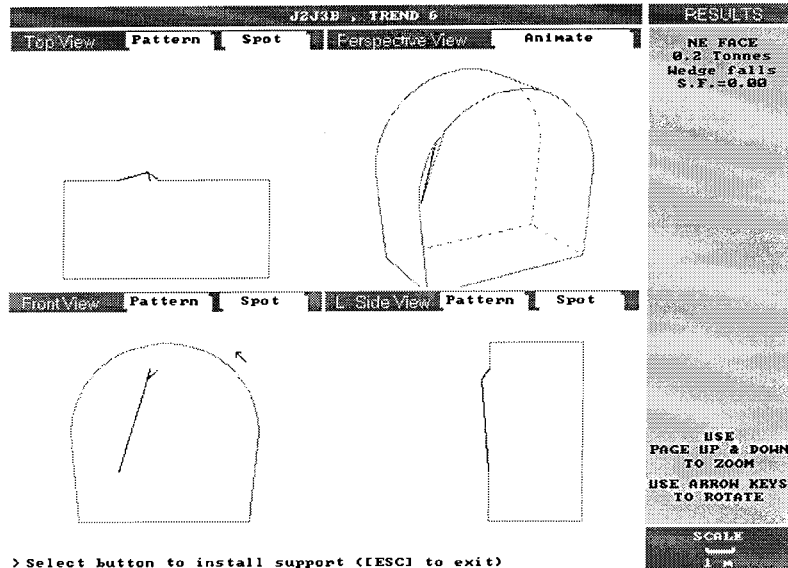 J2J3B , TREND 6
RESULTS
Top View Pattern Spot
Perspective View Animate
NE FACE
0.2 Tonnes
Wedge falls
S.F.=0.00
Front View Pattern Spot
L. Side View Pattern Spot
USE
PAGE UP & DOWN
TO ZOOM
USE ARROW KEYS
TO ROTATE
SCALE
1 m
> Select button to install support ([ESC] to exit)